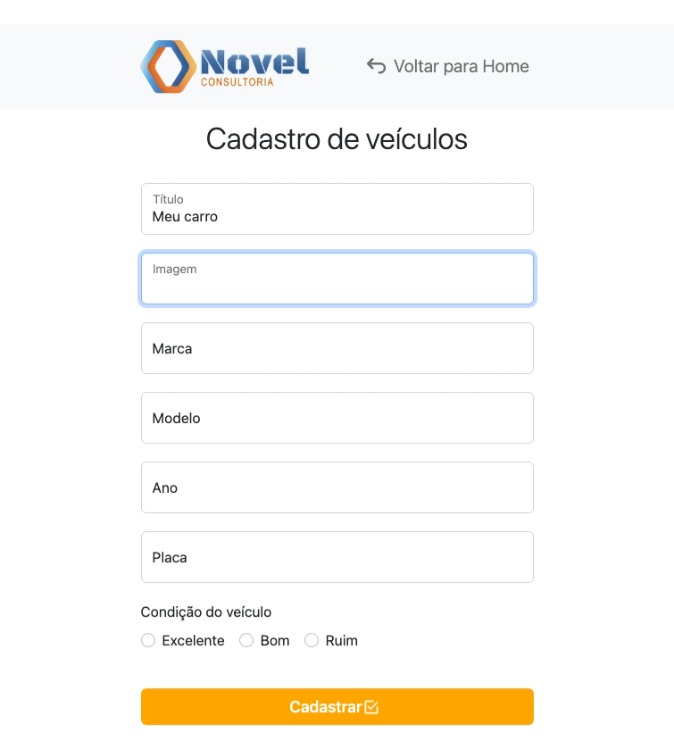 Novel
CONSULTORIA
Voltar para Home
Cadastro de veículos
Título
Meu carro
Imagem
Marca
Modelo
Ano
Placa
Condição do veículo
Excelente Bom Ruim
Cadastrar